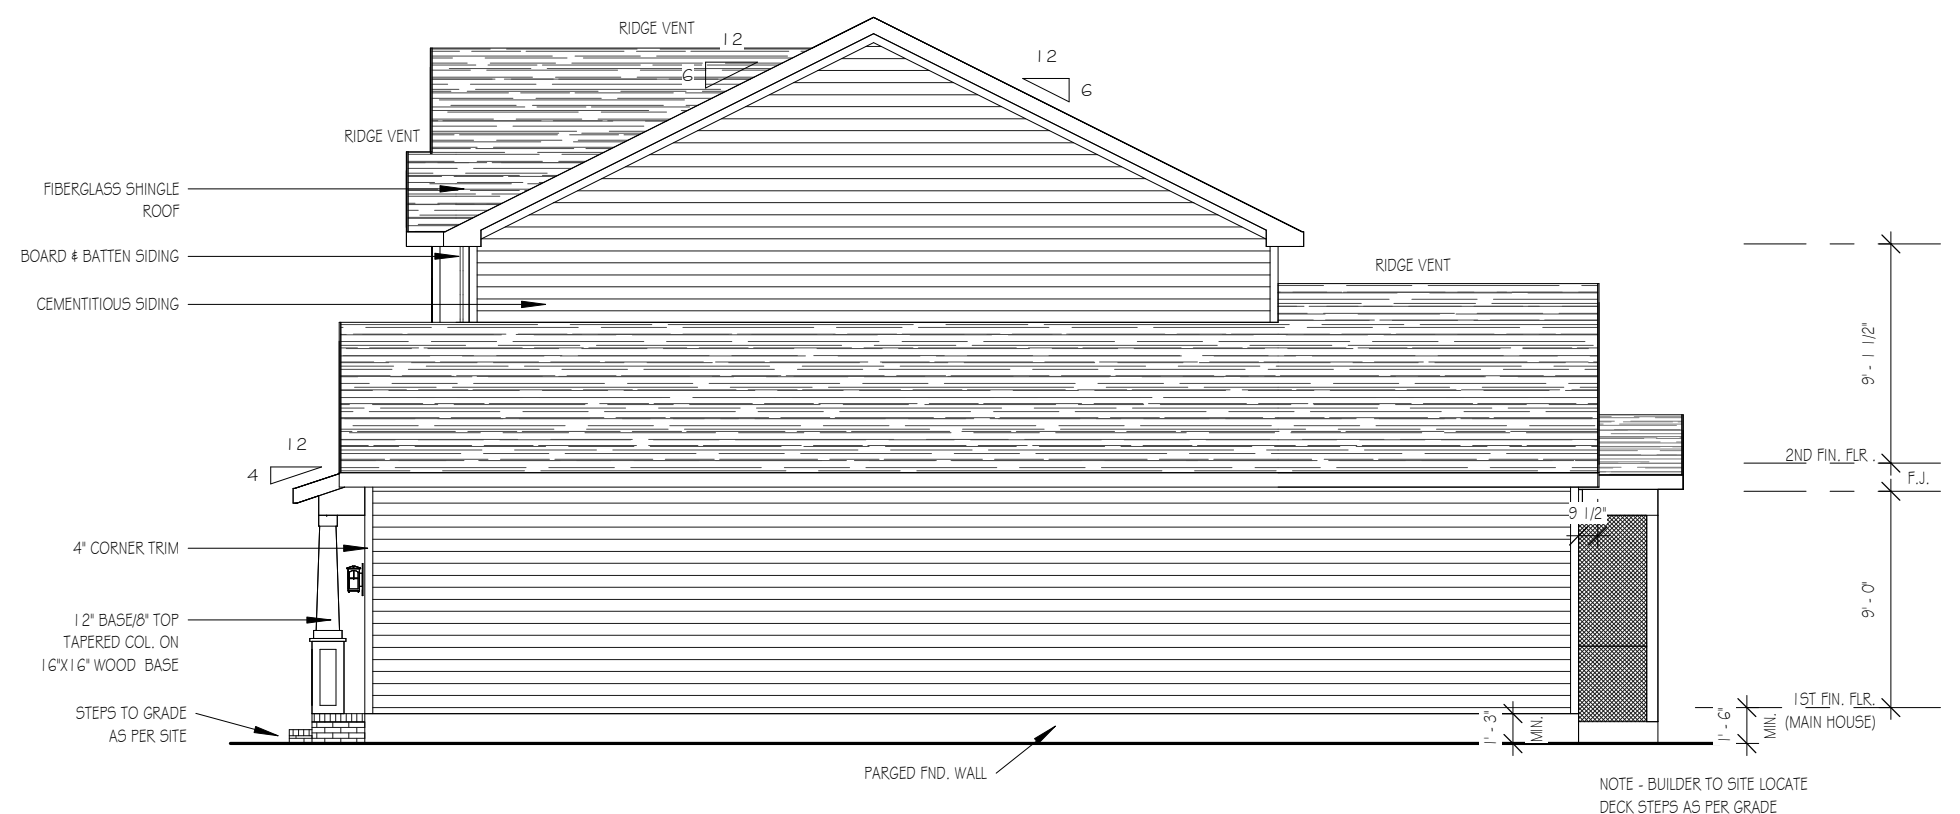 RIDGE VENT
12
6
12
6
RIDGE VENT
FIBERGLASS SHINGLE
ROOF
BOARD & BATTEN SIDING
CEMENTITIOUS SIDING
RIDGE VENT
9' - 1 1/2"
12
4
2ND FIN. FLR .
F.J.
9 1/2"
4" CORNER TRIM
9' - 0"
12" BASE/8" TOP
TAPERED COL. ON
16"X16" WOOD BASE
STEPS TO GRADE
AS PER SITE
1ST FIN. FLR.
(MAIN HOUSE)
1' - 3"
MIN.
1' - 6"
MIN.
PARGED FND. WALL
NOTE - BUILDER TO SITE LOCATE
DECK STEPS AS PER GRADE